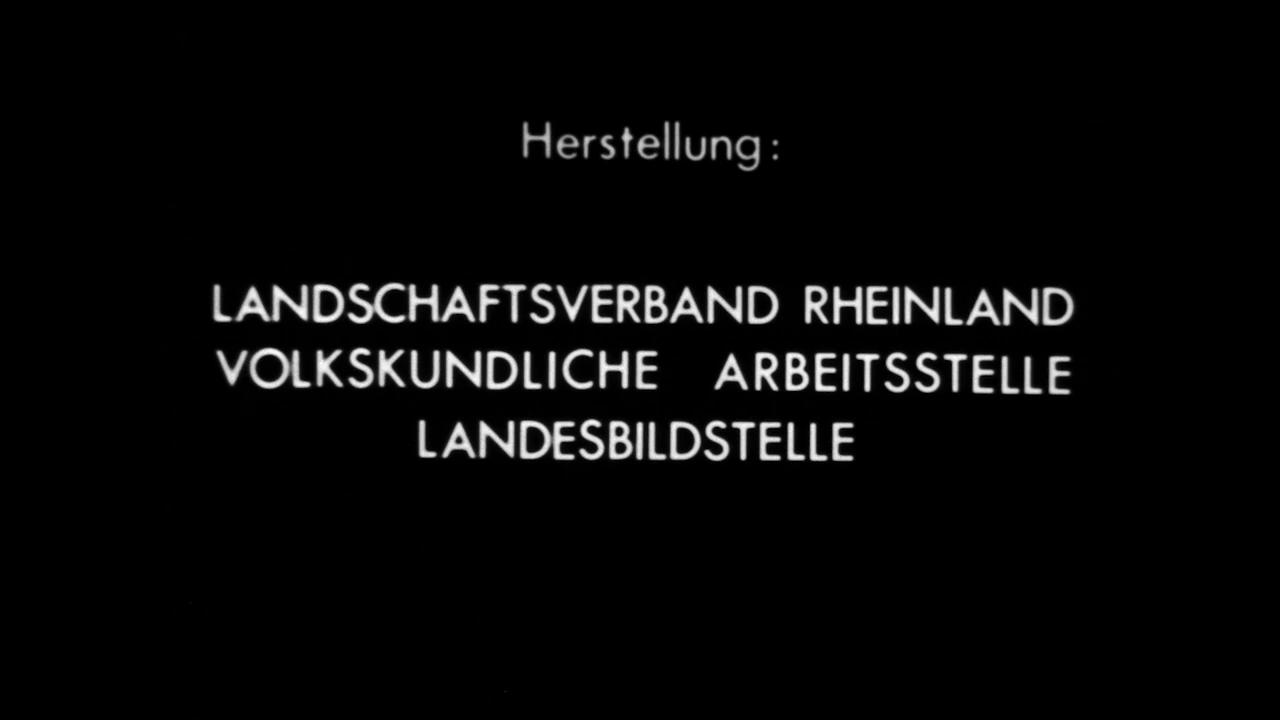 Herstellung:
LANDSCHAFTSVERBAND RHEINLAND
VOLKSKUNDLICHE ARBEITSSTELLE
LANDESBILDSTELLE